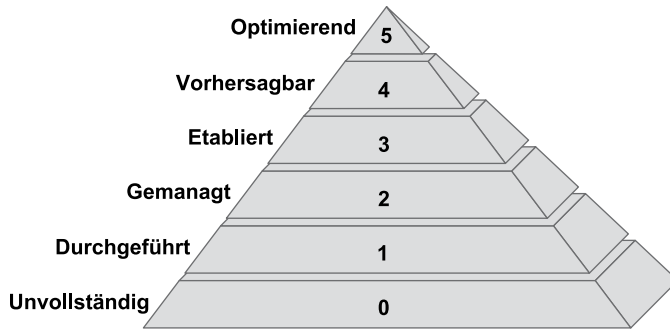 Optimierend 5
Vorhersagbar 4
Etabliert 3
Gemanagt 2
Durchgeführt 1
Unvollständig 0